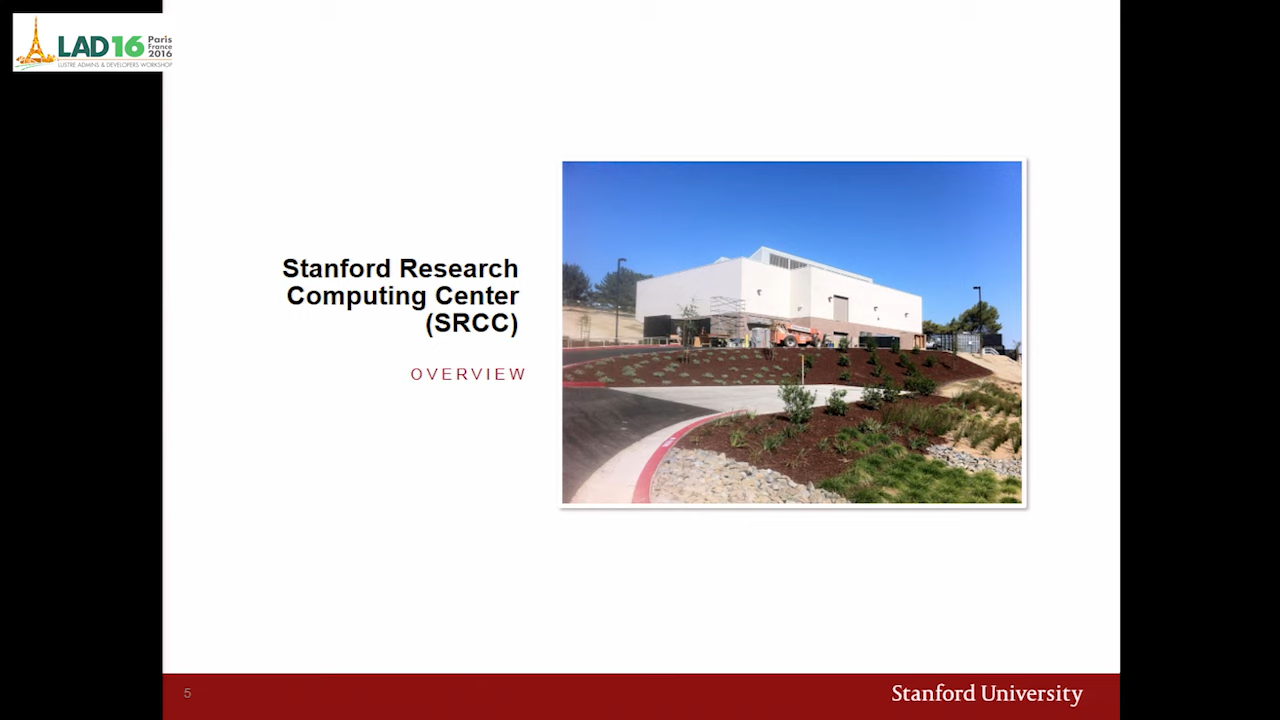 LAD16 Paris
France
2016
LUSTRE ADMINS & DEVELOPERS WORKSHOP
Stanford Research
Computing Center
(SRCC)
OVERVIEW
5
Stanford University